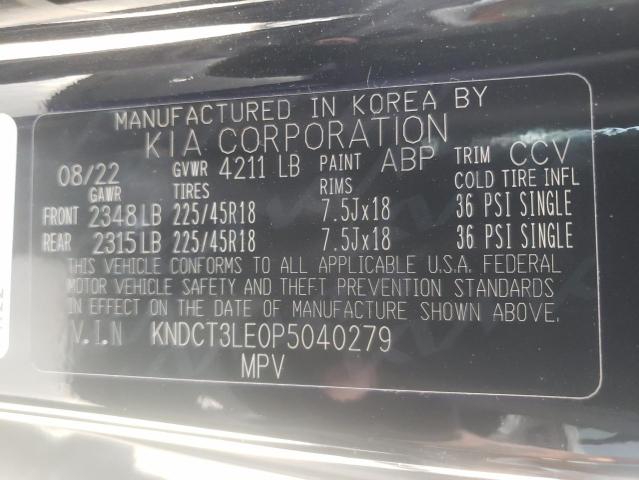 MANUFACTURED IN KOREA BY
KIA CORPORATION
08/22 GVWR 4211 LB PAINT ABP TRIM CCV
GAWR TIRES RIMS COLD TIRE INFL
FRONT 2348 LB 225/45R18 7.5Jx18 36 PSI SINGLE
REAR 2315 LB 225/45R18 7.5Jx18 36 PSI SINGLE
THIS VEHICLE CONFORMS TO ALL APPLICABLE U.S.A. FEDERAL
MOTOR VEHICLE SAFETY AND THEFT PREVENTION STANDARDS
IN EFFECT ON THE DATE OF MANUFACTURE SHOWN ABOVE.
V.I.N KNDCT3LE0P5040279
MPV